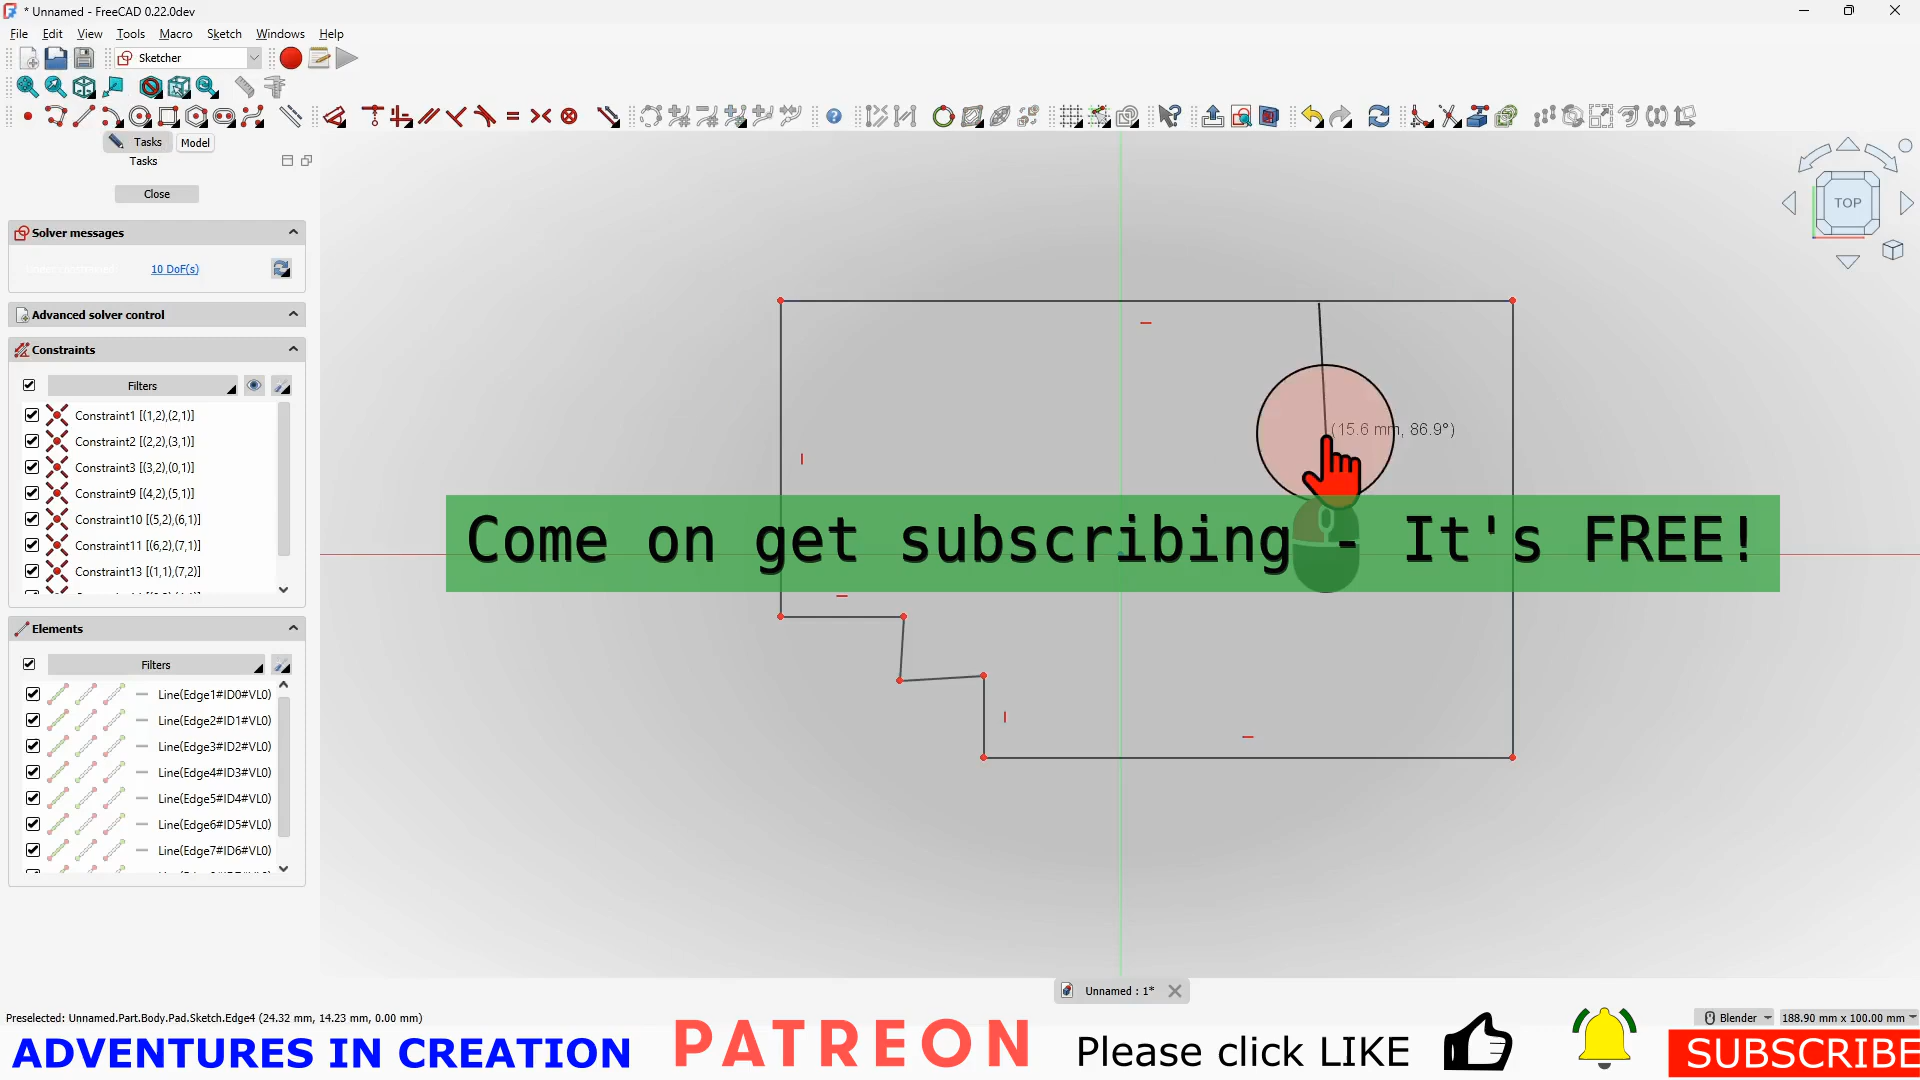 * Unnamed - FreeCAD 0.22.0dev
File Edit View Tools Macro Sketch Windows Help
Sketcher
Tasks Model
Tasks
Close
Solver messages
10 DoF(s)
Advanced solver control
Constraints
Filters
Constraint1 [(1,2),(2,1)]
Constraint2 [(2,2),(3,1)]
Constraint3 [(3,2),(0,1)]
Constraint9 [(4,2),(5,1)]
Constraint10 [(5,2),(6,1)]
Constraint11 [(6,2),(7,1)]
Constraint13 [(1,1),(7,2)]
Elements
Filters
Line(Edge1#ID0#VL0)
Line(Edge2#ID1#VL0)
Line(Edge3#ID2#VL0)
Line(Edge4#ID3#VL0)
Line(Edge5#ID4#VL0)
Line(Edge6#ID5#VL0)
Line(Edge7#ID6#VL0)
TOP
(15.6 mm, 86.9°)
Come on get subscribing - It's FREE!
Unnamed : 1*
Preselected: Unnamed.Part.Body.Pad.Sketch.Edge4 (24.32 mm, 14.23 mm, 0.00 mm)
Blender
188.90 mm x 100.00 mm
ADVENTURES IN CREATION
PATREON
Please click LIKE
SUBSCRIBE